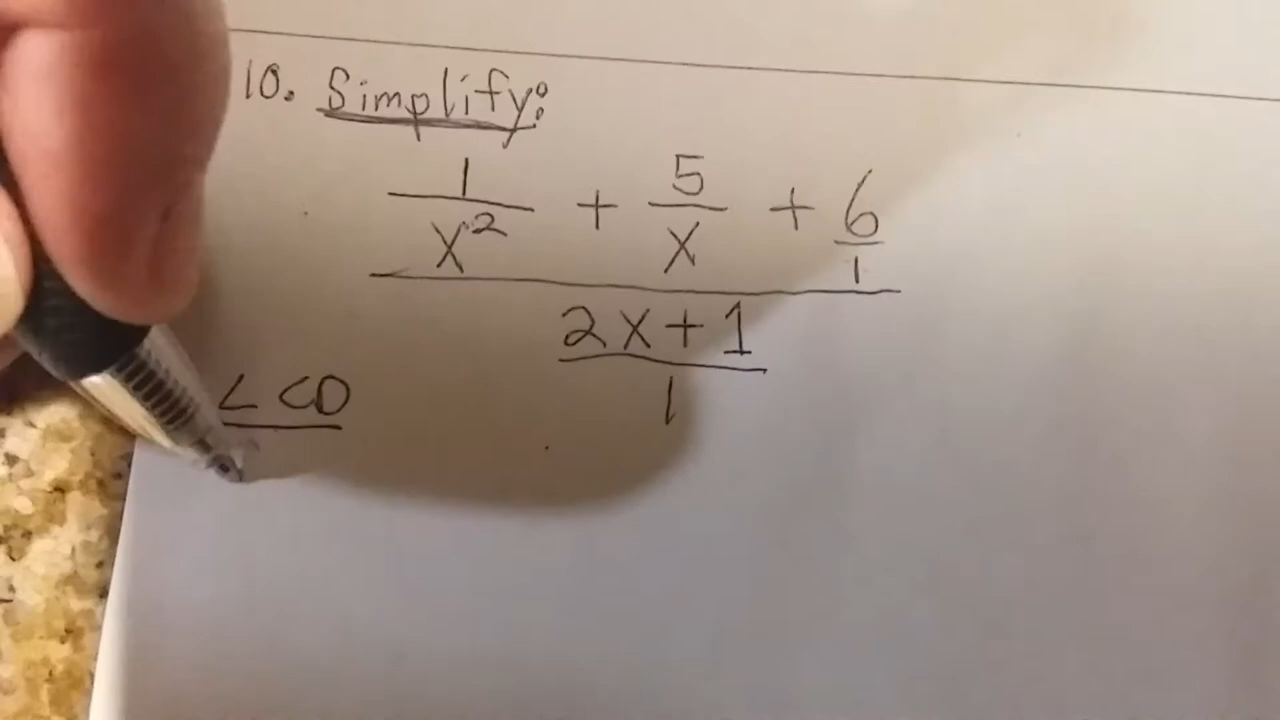 10. Simplify:
1/x² + 5/x + 6/1
2x+1
1
LCD